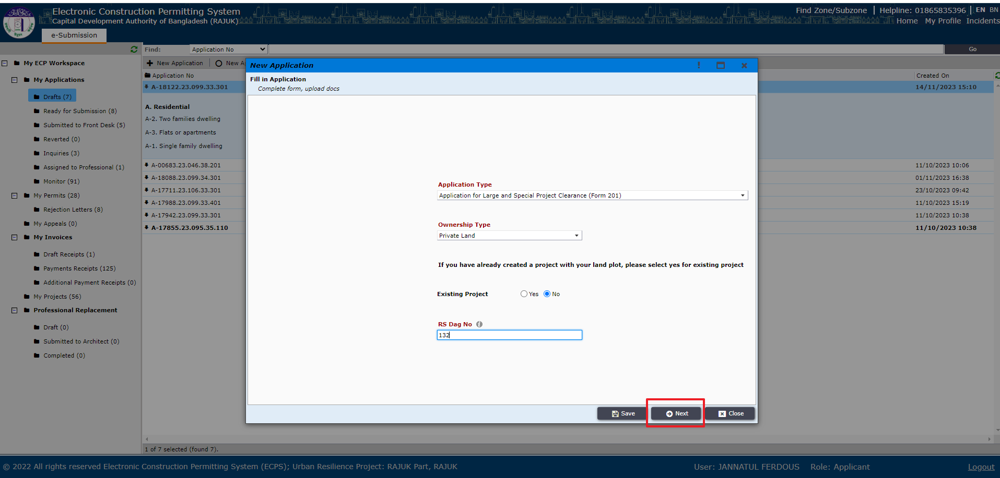 Electronic Construction Permitting System
Capital Development Authority of Bangladesh (RAJUK)
Find Zone/Subzone | Helpline: 01865835396 | EN BN
Home My Profile Incidents
e-Submission
Find: Application No Go
My ECP Workspace
My Applications
Drafts (7)
Ready for Submission (8)
Submitted to Front Desk (5)
Reverted (0)
Inquiries (3)
Assigned to Professional (1)
Monitor (91)
My Permits (28)
Rejection Letters (8)
My Appeals (0)
My Invoices
Draft Receipts (1)
Payments Receipts (125)
Additional Payment Receipts (0)
My Projects (56)
Professional Replacement
Draft (0)
Submitted to Architect (0)
Completed (0)
New Application New A
Application No Created On
A-18122.23.099.33.301 14/11/2023 15:10
A. Residential
A-2. Two families dwelling
A-3. Flats or apartments
A-1. Single family dwelling
A-00683.23.046.38.201 11/10/2023 10:06
A-18088.23.099.34.301 01/11/2023 16:38
A-17711.23.106.33.301 23/10/2023 09:42
A-17988.23.099.33.401 11/10/2023 15:19
A-17942.23.099.33.301 11/10/2023 10:38
A-17855.23.095.35.110 11/10/2023 10:38
New Application
Fill in Application
Complete form, upload docs
Application Type
Application for Large and Special Project Clearance (Form 201)
Ownership Type
Private Land
If you have already created a project with your land plot, please select yes for existing project
Existing Project Yes No
RS Dag No
132
Save Next Close
1 of 7 selected (found 7).
© 2022 All rights reserved Electronic Construction Permitting System (ECPS); Urban Resilience Project: RAJUK Part, RAJUK
User: JANNATUL FERDOUS Role: Applicant Logout